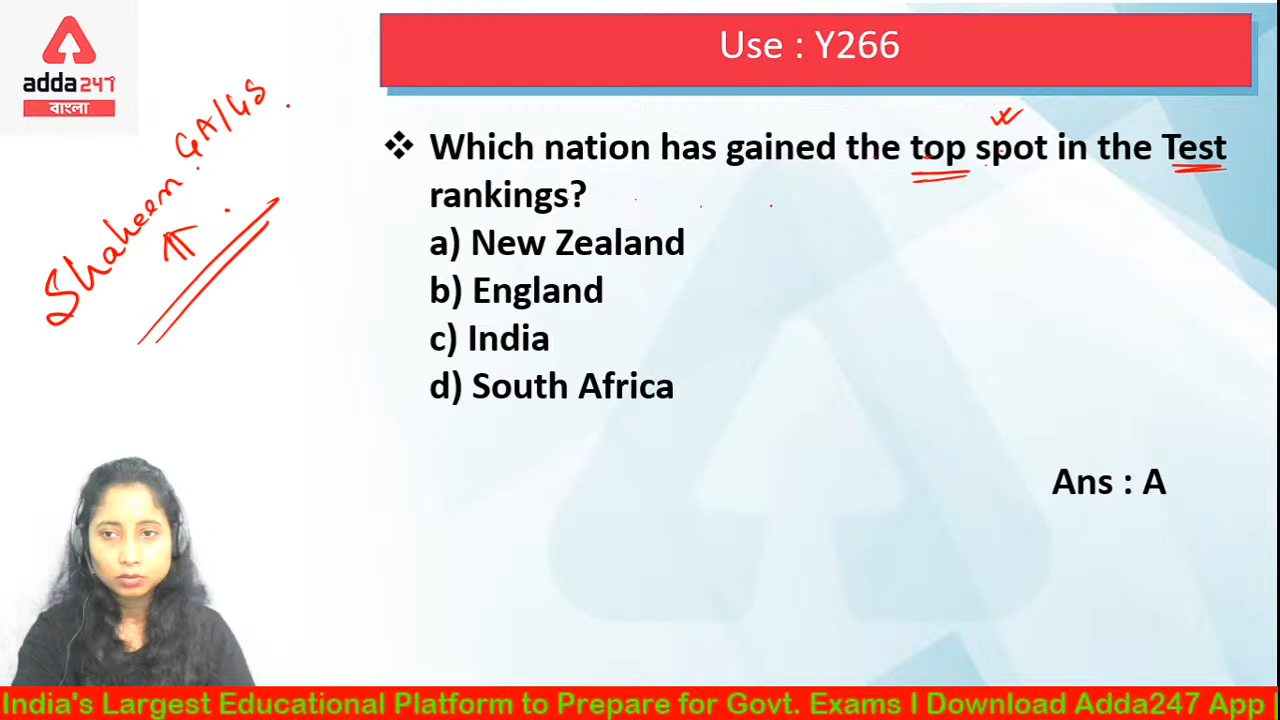 adda247
বাংলা
Use : Y266
Shaheen . GA/GS .
❖ Which nation has gained the top spot in the Test
rankings?
a) New Zealand
b) England
c) India
d) South Africa
Ans : A
India's Largest Educational Platform to Prepare for Govt. Exams I Download Adda247 App